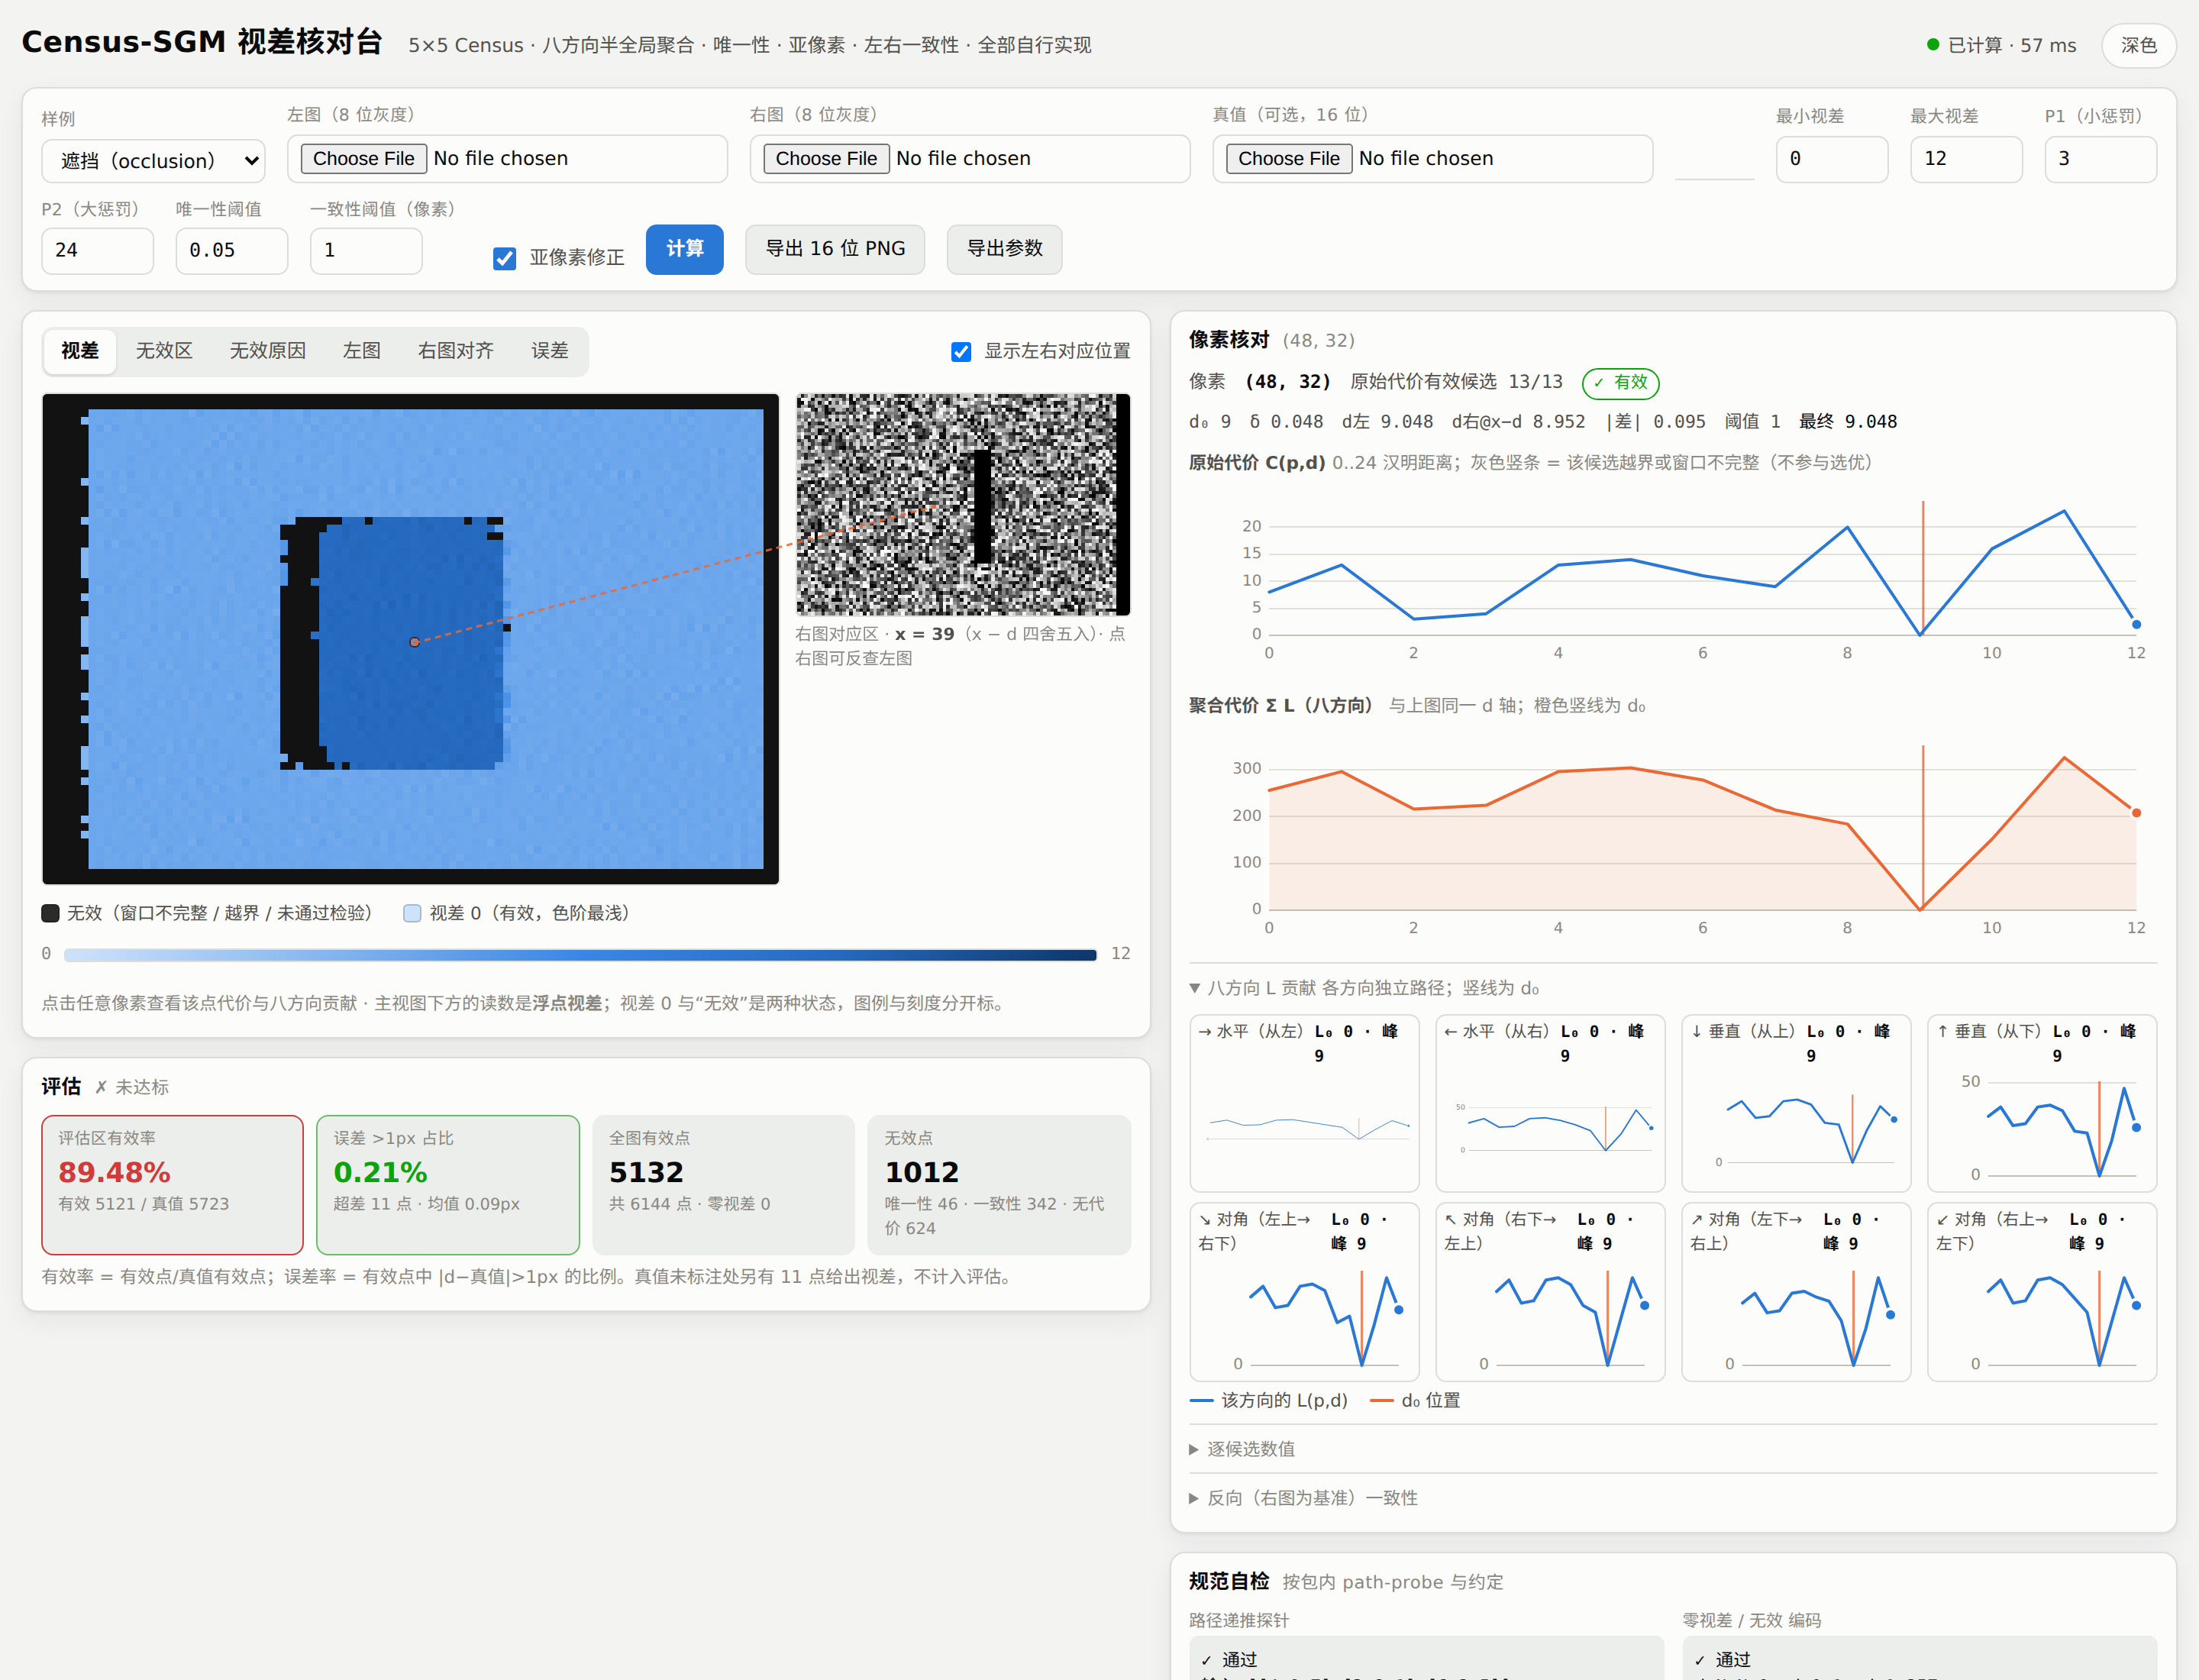 Census-SGM 视差核对台 5×5 Census · 八方向半全局聚合 · 唯一性 · 亚像素 · 左右一致性 · 全部自行实现 已计算 · 57 ms 深色
样例 左图（8 位灰度） 右图（8 位灰度） 真值（可选，16 位） 最小视差 最大视差 P1（小惩罚）
遮挡（occlusion） Choose File No file chosen Choose File No file chosen Choose File No file chosen 0 12 3
P2（大惩罚） 唯一性阈值 一致性阈值（像素）
24 0.05 1 亚像素修正 计算 导出 16 位 PNG 导出参数
视差 无效区 无效原因 左图 右图对齐 误差 显示左右对应位置
右图对应区 · x = 39（x − d 四舍五入）· 点
右图可反查左图
无效（窗口不完整 / 越界 / 未通过检验） 视差 0（有效，色阶最浅）
0 12
点击任意像素查看该点代价与八方向贡献 · 主视图下方的读数是浮点视差；视差 0 与“无效”是两种状态，图例与刻度分开标。
评估 ✗ 未达标
评估区有效率
89.48%
有效 5121 / 真值 5723
误差 >1px 占比
0.21%
超差 11 点 · 均值 0.09px
全图有效点
5132
共 6144 点 · 零视差 0
无效点
1012
唯一性 46 · 一致性 342 · 无代
价 624
有效率 = 有效点/真值有效点；误差率 = 有效点中 |d−真值|>1px 的比例。真值未标注处另有 11 点给出视差，不计入评估。
像素核对 (48, 32)
像素 (48, 32) 原始代价有效候选 13/13 ✓ 有效
d₀ 9 δ 0.048 d左 9.048 d右@x−d 8.952 |差| 0.095 阈值 1 最终 9.048
原始代价 C(p,d) 0..24 汉明距离；灰色竖条 = 该候选越界或窗口不完整（不参与选优）
20
15
10
5
0
0 2 4 6 8 10 12
聚合代价 Σ L（八方向） 与上图同一 d 轴；橙色竖线为 d₀
300
200
100
0
0 2 4 6 8 10 12
▼ 八方向 L 贡献 各方向独立路径；竖线为 d₀
→ 水平（从左） L₀ 0 · 峰
9
← 水平（从右） L₀ 0 · 峰
9
50
0
↓ 垂直（从上） L₀ 0 · 峰
9
0
↑ 垂直（从下） L₀ 0 · 峰
9
50
0
↘ 对角（左上→ L₀ 0 ·
右下） 峰 9
0
↖ 对角（右下→ L₀ 0 ·
左上） 峰 9
0
↗ 对角（左下→ L₀ 0 ·
右上） 峰 9
0
↙ 对角（右上→ L₀ 0 ·
左下） 峰 9
0
该方向的 L(p,d) d₀ 位置
▶ 逐候选数值
▶ 反向（右图为基准）一致性
规范自检 按包内 path-probe 与约定
路径递推探针 零视差 / 无效 编码
✓ 通过 ✓ 通过